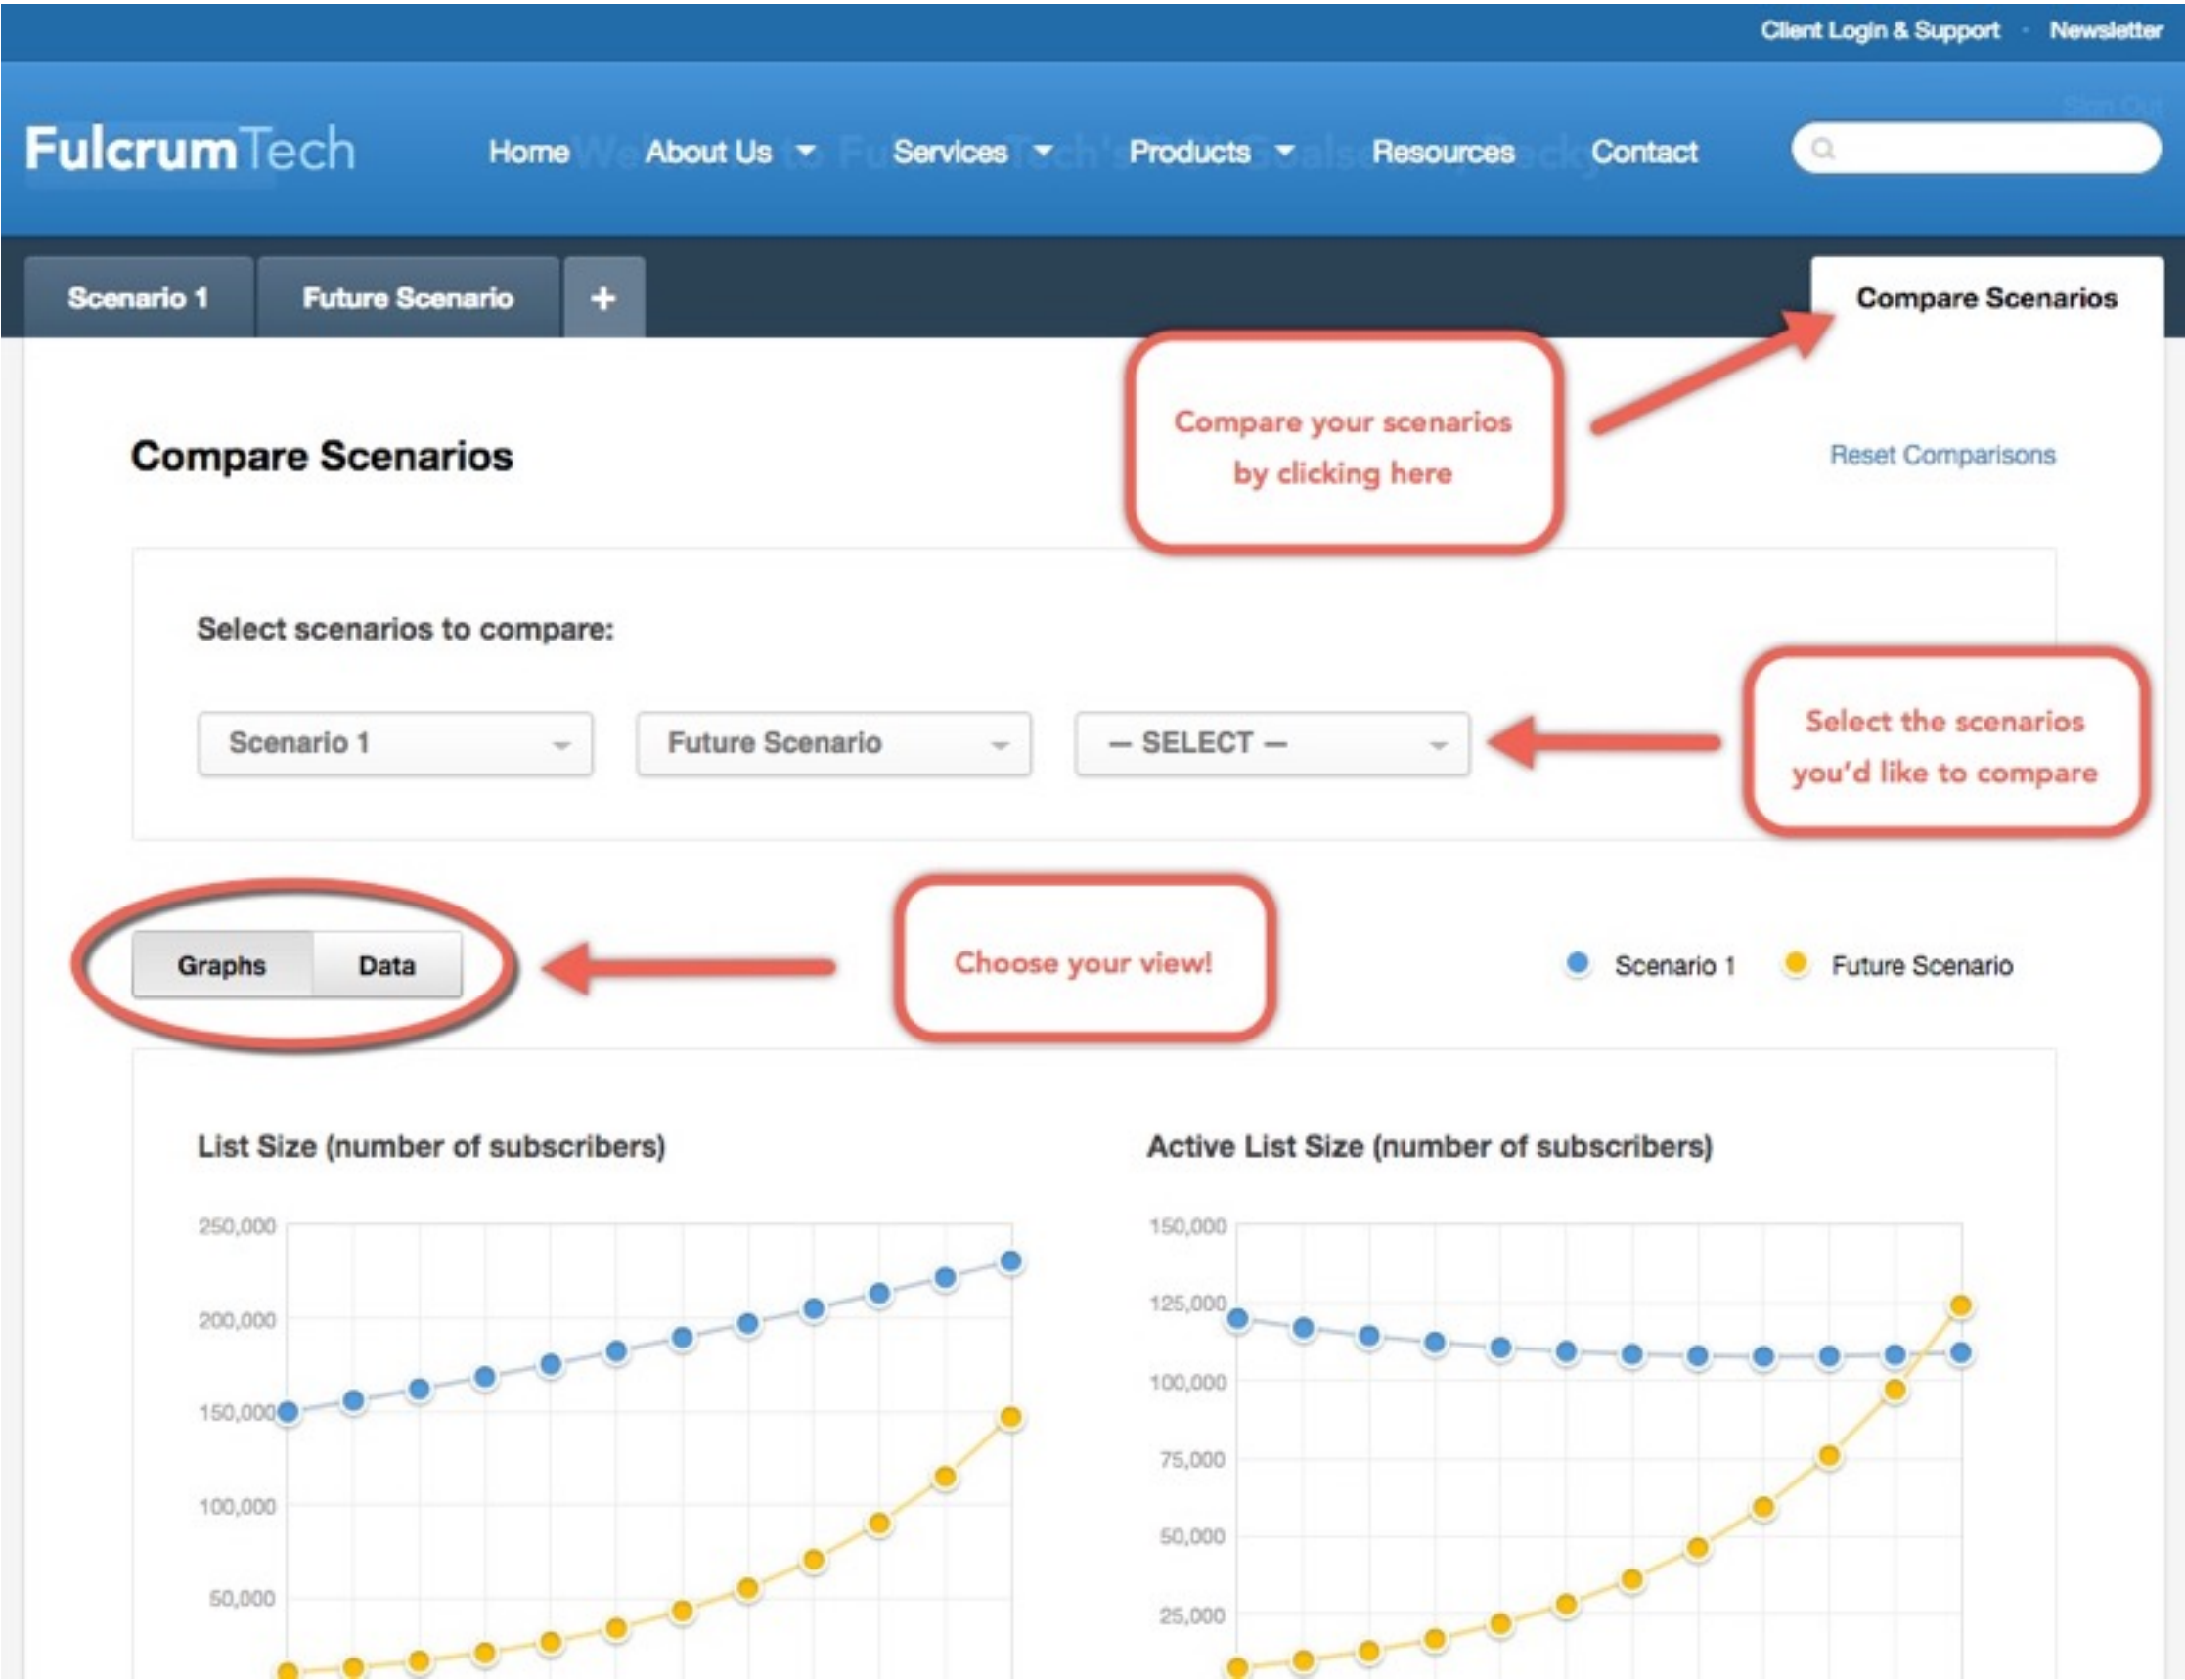 Client Login & Support · Newsletter
Sign Out
FulcrumTech
Home About Us Services Products Resources Contact
Scenario 1 Future Scenario + Compare Scenarios
Compare your scenarios
by clicking here
Compare Scenarios
Reset Comparisons
Select scenarios to compare:
Scenario 1 Future Scenario — SELECT —
Select the scenarios
you'd like to compare
Graphs Data
Choose your view!
Scenario 1 Future Scenario
List Size (number of subscribers)
250,000
200,000
150,000
100,000
50,000
Active List Size (number of subscribers)
150,000
125,000
100,000
75,000
50,000
25,000